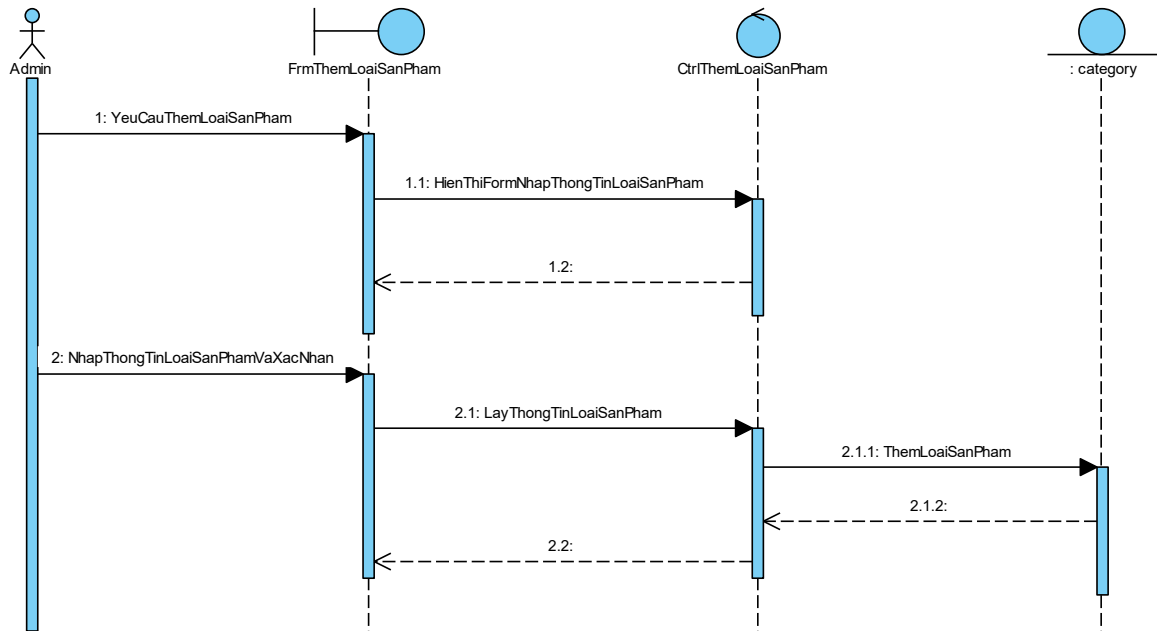 Admin
FrmThemLoaiSanPham
CtrlThemLoaiSanPham
: category
1: YeuCauThemLoaiSanPham
1.1: HienThiFormNhapThongTinLoaiSanPham
1.2:
2: NhapThongTinLoaiSanPhamVaXacNhan
2.1: LayThongTinLoaiSanPham
2.1.1: ThemLoaiSanPham
2.1.2:
2.2: